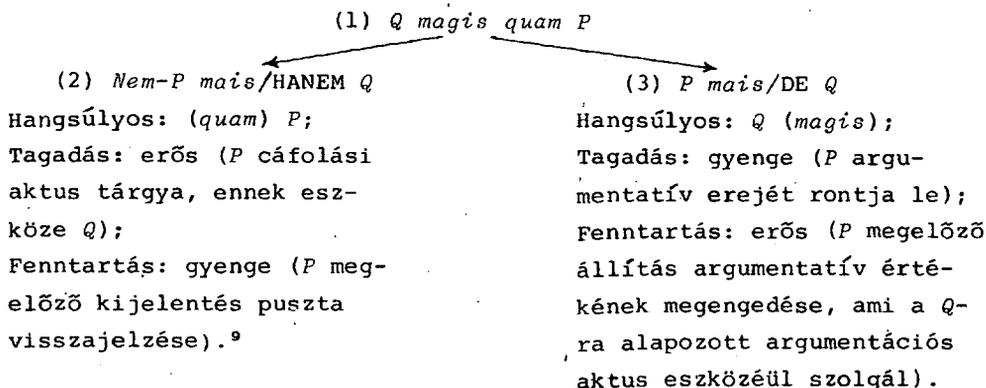 (1) Q magis quam P
(2) Nem-P mais/HANEM Q
Hangsúlyos: (quam) P;
Tagadás: erős (P cáfolási
aktus tárgya, ennek esz-
köze Q);
Fenntartás: gyenge (P meg-
előző kijelentés puszta
visszajelzése).⁹
(3) P mais/DE Q
Hangsúlyos: Q (magis);
Tagadás: gyenge (P argu-
mentatív erejét rontja le);
Fenntartás: erős (P megelőző
állítás argumentatív érté-
kének megengedése, ami a Q-
ra alapozott argumentációs
aktus eszközéül szolgál).